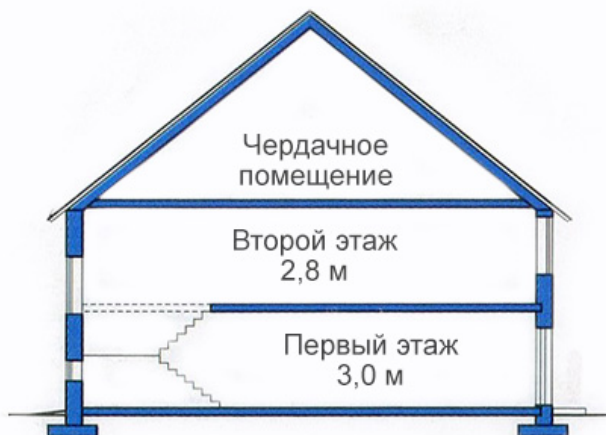 Чердачное
помещение
Второй этаж
2,8 м
Первый этаж
3,0 м